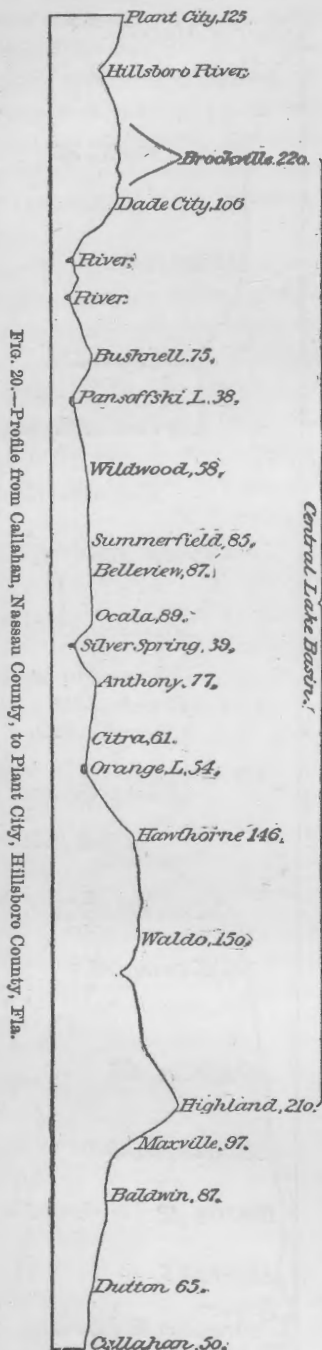 Plant City, 125
Hillsboro River.
Brookville. 220.
Dade City, 106
River.
River.
Bushnell. 75.
Pansoffski L. 38.
Wildwood, 58.
Central Lake Basin.
Summerfield, 85.
Belleview, 87.
Ocala, 89.
Silver Spring. 39.
Anthony. 77.
Citra, 61.
Orange, L, 54.
Hawthorne 146.
Waldo, 150.
Highland, 210.
Maxville, 97.
Baldwin, 87.
Dutton 65.
Callahan 50.
FIG. 20.—Profile from Callahan, Nassau County, to Plant City, Hillsboro County, Fla.